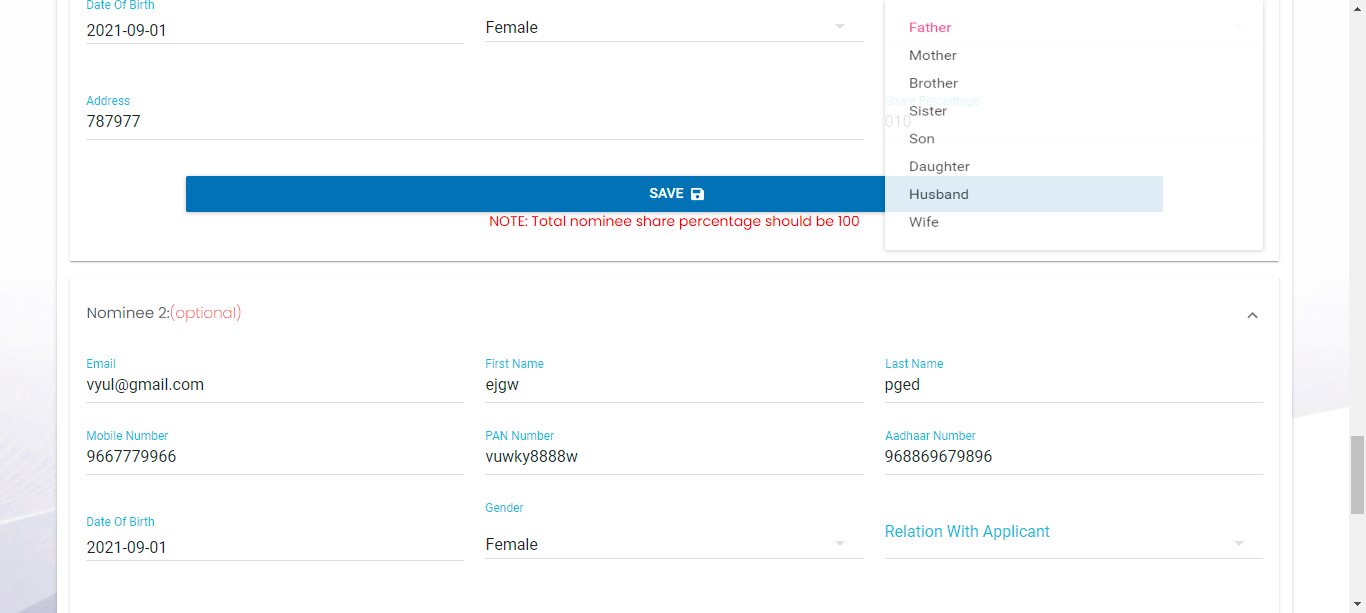 Date Of Birth
2021-09-01
Female
Father
Mother
Brother
Sister
Son
Daughter
Husband
Wife
Address
787977
Share Percentage
010
SAVE
NOTE: Total nominee share percentage should be 100
Nominee 2:(optional)
Email
vyul@gmail.com
First Name
ejgw
Last Name
pged
Mobile Number
9667779966
PAN Number
vuwky8888w
Aadhaar Number
968869679896
Date Of Birth
2021-09-01
Gender
Female
Relation With Applicant